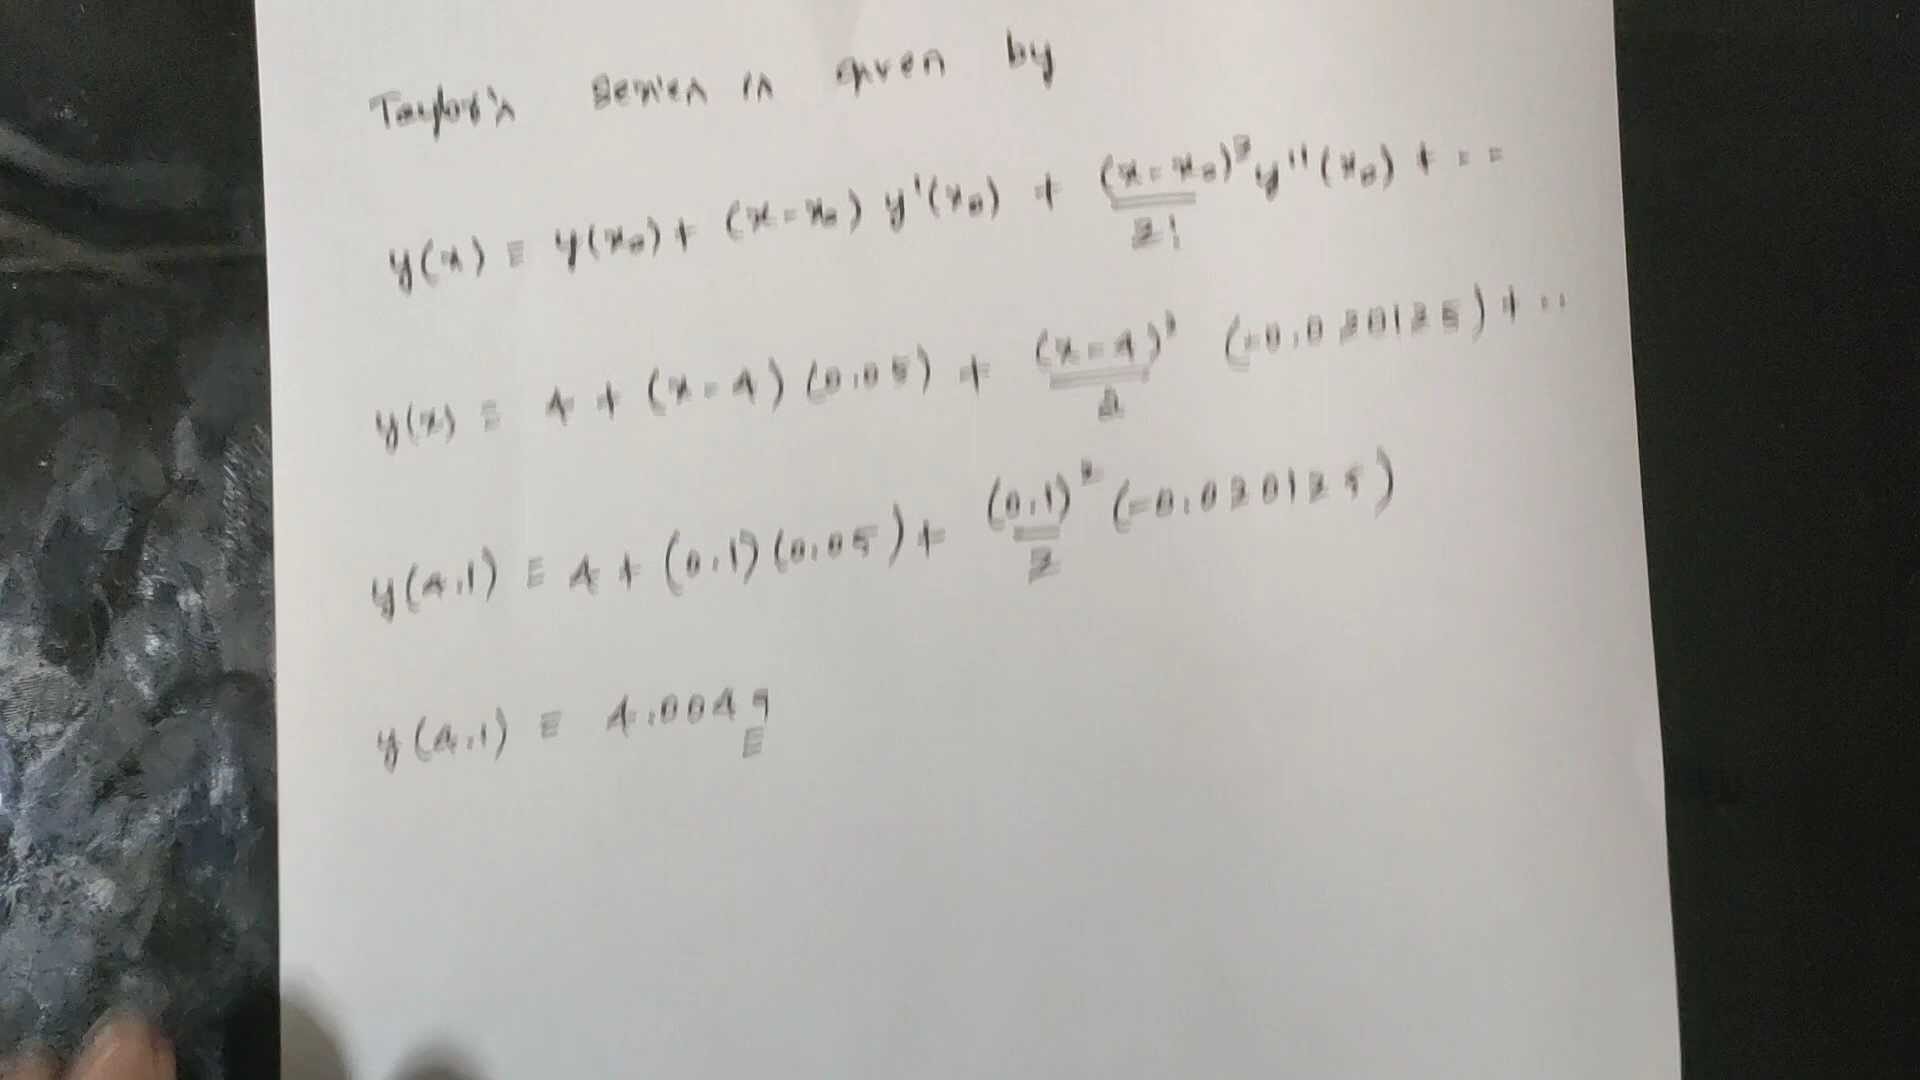 Taylor's series is given by
y(x) = y(x₀) + (x-x₀) y'(x₀) + (x-x₀)²/2! y''(x₀) + --
y(x) = 4 + (x-4) (0.05) + (x-4)²/2 (-0.020125) + ..
y(4.1) = 4 + (0.1) (0.05) + (0.1)²/2 (-0.020125)
y(4.1) = 4.0049